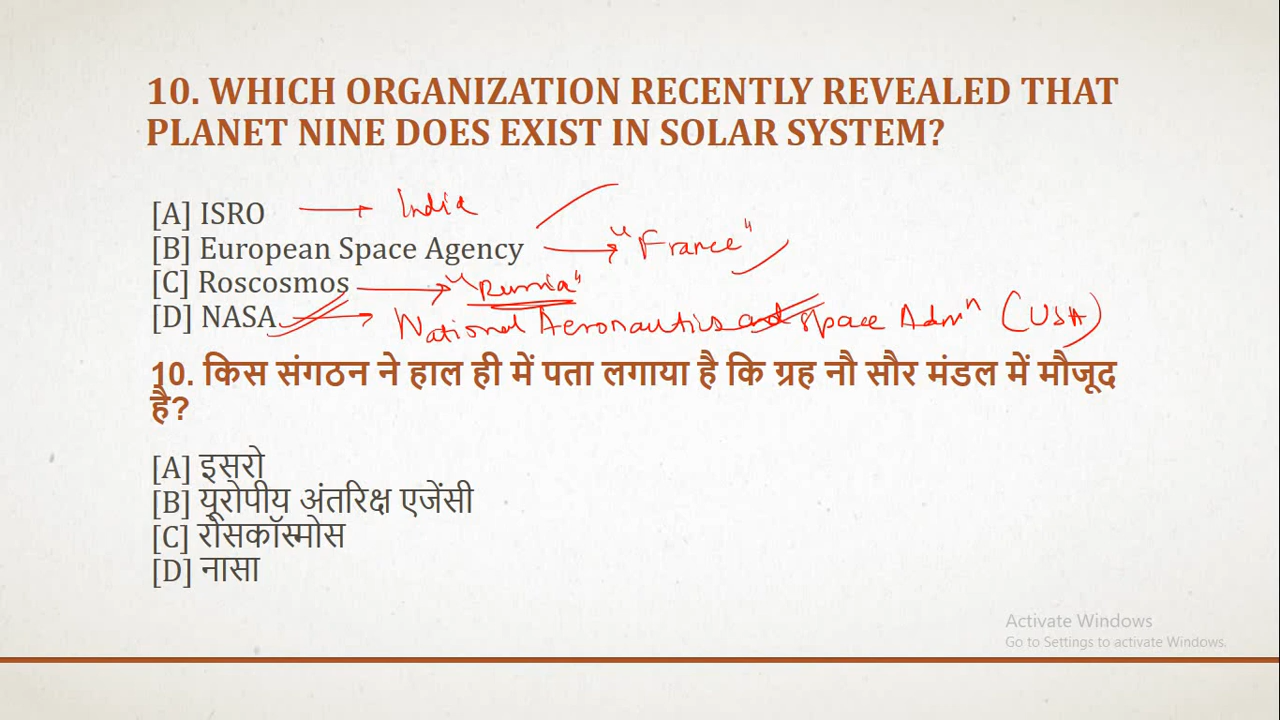 10. WHICH ORGANIZATION RECENTLY REVEALED THAT
PLANET NINE DOES EXIST IN SOLAR SYSTEM?
[A] ISRO → India
[B] European Space Agency → "France"
[C] Roscosmos → "Russia"
[D] NASA → National Aeronautics and Space Admⁿ (USA)
10. किस संगठन ने हाल ही में पता लगाया है कि ग्रह नौ सौर मंडल में मौजूद
है?
[A] इसरो
[B] यूरोपीय अंतरिक्ष एजेंसी
[C] रोसकॉस्मोस
[D] नासा
Activate Windows
Go to Settings to activate Windows.